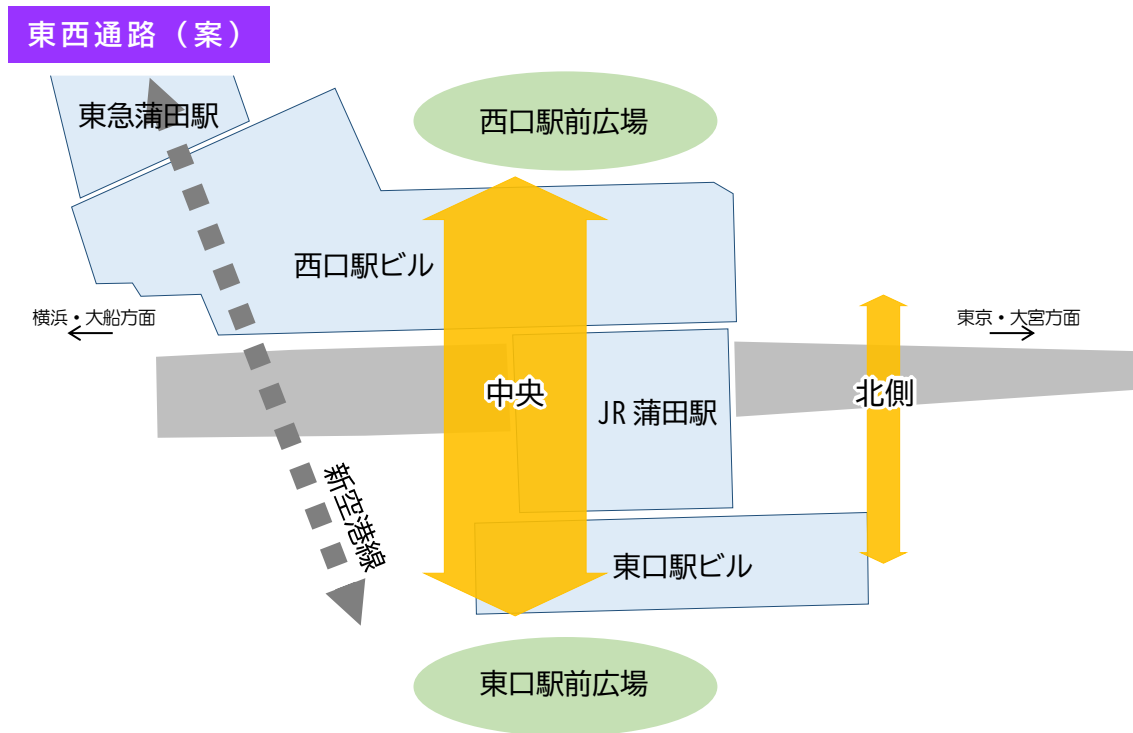 東西通路（案）
東急蒲田駅
西口駅前広場
西口駅ビル
横浜・大船方面
東京・大宮方面
中央
北側
JR 蒲田駅
新空港線
東口駅ビル
東口駅前広場